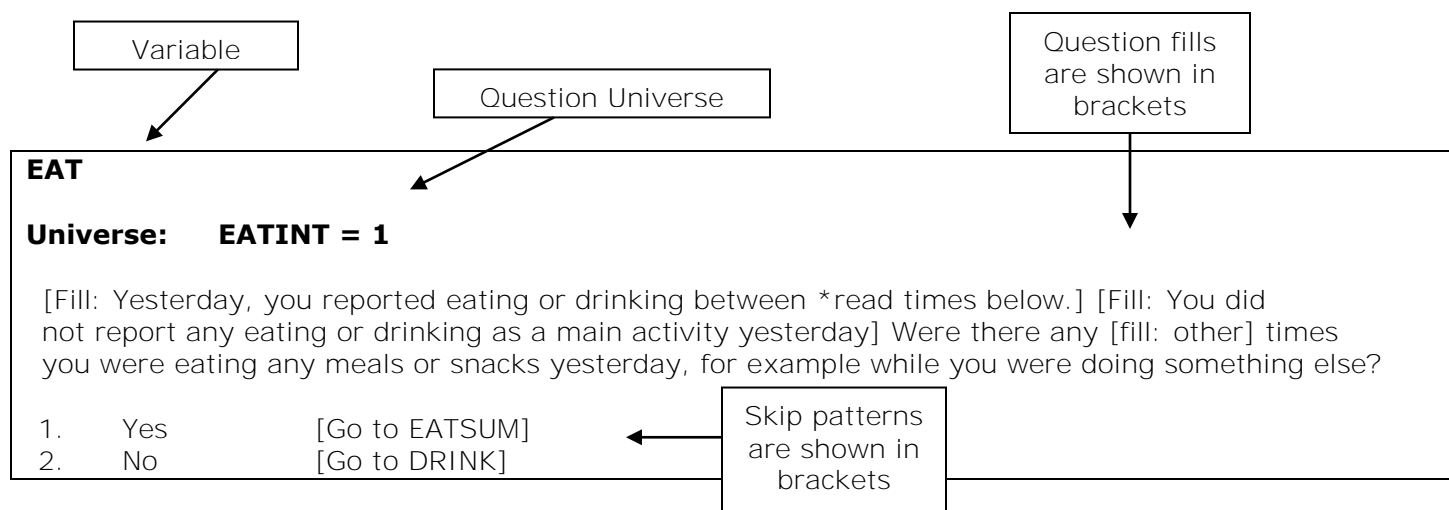 Variable
Question Universe
Question fills
are shown in
brackets
EAT
Universe: EATINT = 1
[Fill: Yesterday, you reported eating or drinking between *read times below.] [Fill: You did
not report any eating or drinking as a main activity yesterday] Were there any [fill: other] times
you were eating any meals or snacks yesterday, for example while you were doing something else?
1. Yes [Go to EATSUM]
2. No [Go to DRINK]
Skip patterns
are shown in
brackets